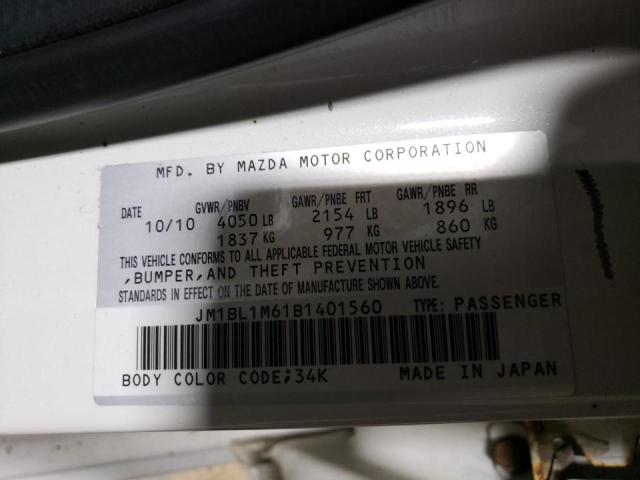 MFD. BY MAZDA MOTOR CORPORATION
DATE GVWR/PNBV GAWR/PNBE FRT GAWR/PNBE RR
10/10 4050 LB 2154 LB 1896 LB
1837 KG 977 KG 860 KG
THIS VEHICLE CONFORMS TO ALL APPLICABLE FEDERAL MOTOR VEHICLE SAFETY
,BUMPER,AND THEFT PREVENTION
STANDARDS IN EFFECT ON THE DATE OF MANUFACTURE SHOWN ABOVE.
JM1BL1M61B1401560 TYPE: PASSENGER
BODY COLOR CODE;34K MADE IN JAPAN